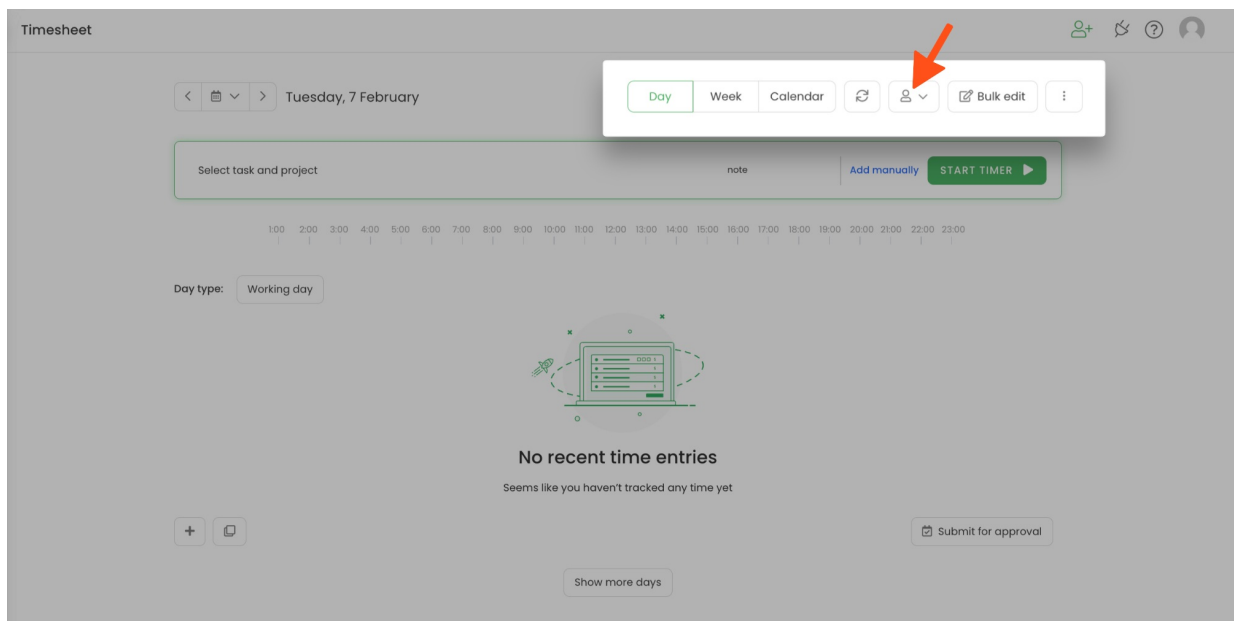 Timesheet
Tuesday, 7 February
Day Week Calendar Bulk edit
Select task and project note Add manually START TIMER
1:00 2:00 3:00 4:00 5:00 6:00 7:00 8:00 9:00 10:00 11:00 12:00 13:00 14:00 15:00 16:00 17:00 18:00 19:00 20:00 21:00 22:00 23:00
Day type: Working day
No recent time entries
Seems like you haven't tracked any time yet
Submit for approval
Show more days